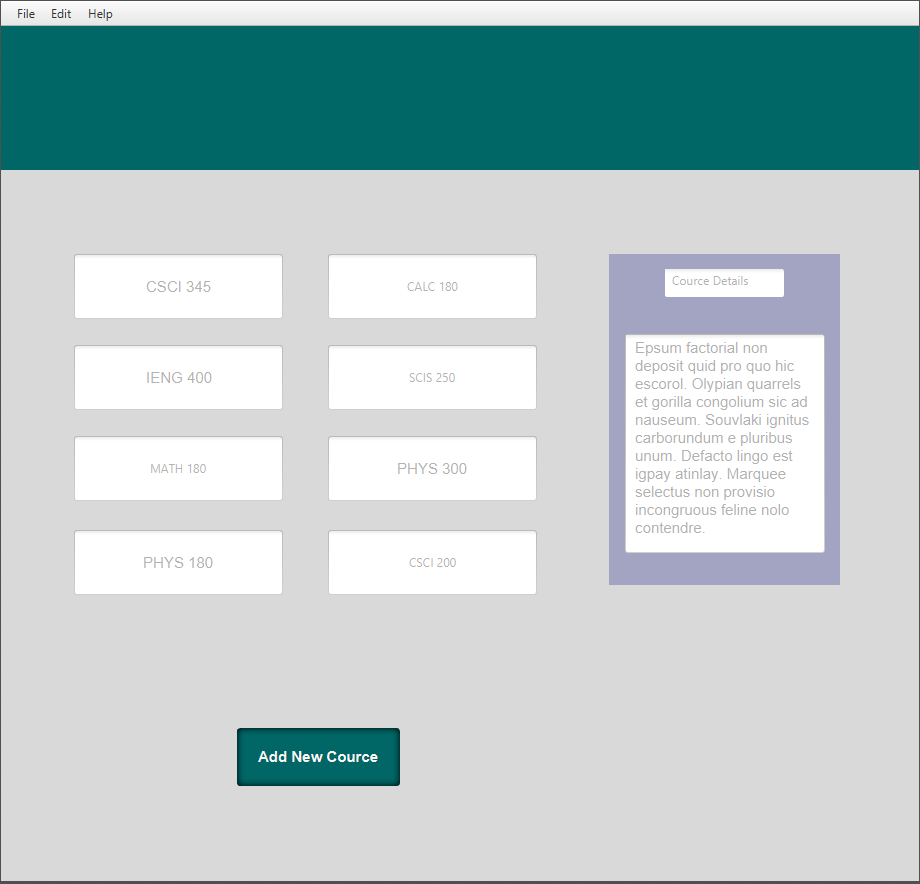 File Edit Help
CSCI 345
CALC 180
IENG 400
SCIS 250
MATH 180
PHYS 300
PHYS 180
CSCI 200
Cource Details
Epsum factorial non
deposit quid pro quo hic
escorol. Olypian quarrels
et gorilla congolium sic ad
nauseum. Souvlaki ignitus
carborundum e pluribus
unum. Defacto lingo est
igpay atinlay. Marquee
selectus non provisio
incongruous feline nolo
contendre.
Add New Cource